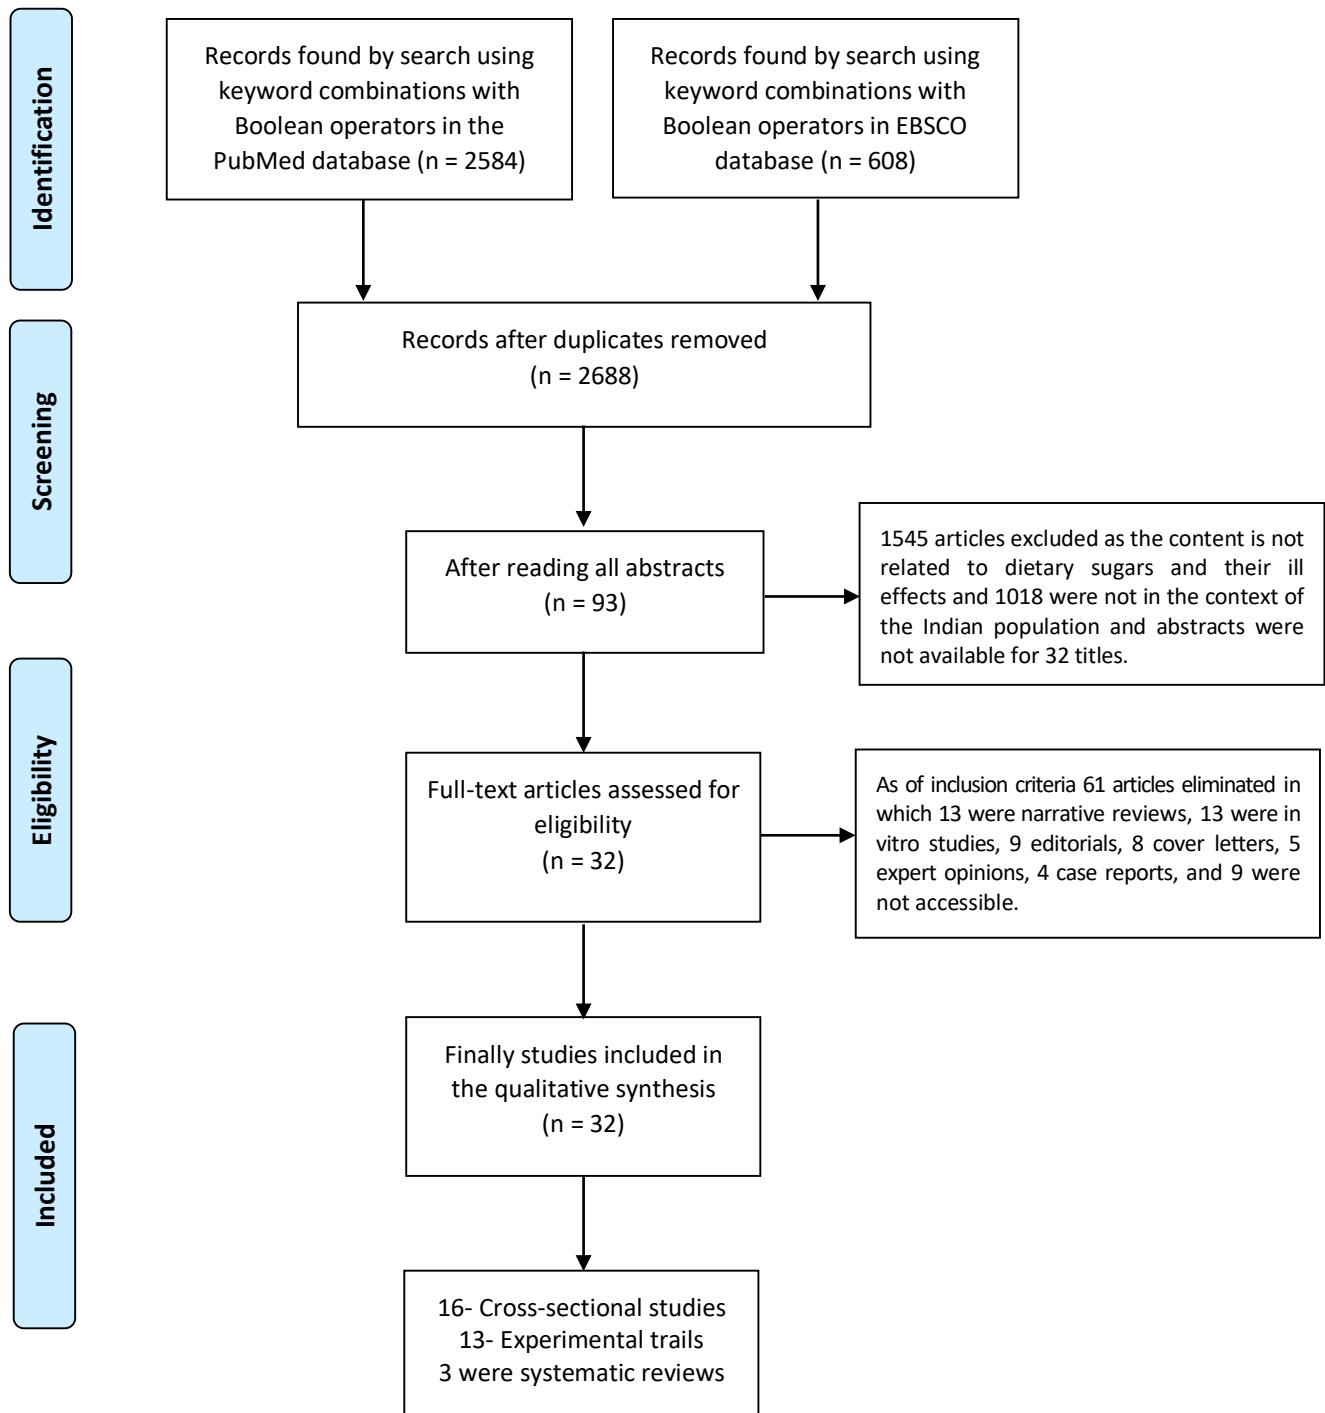 Identification
Records found by search using
keyword combinations with
Boolean operators in the
PubMed database (n = 2584)
Records found by search using
keyword combinations with
Boolean operators in EBSCO
database (n = 608)
Screening
Records after duplicates removed
(n = 2688)
After reading all abstracts
(n = 93)
1545 articles excluded as the content is not
related to dietary sugars and their ill
effects and 1018 were not in the context of
the Indian population and abstracts were
not available for 32 titles.
Eligibility
Full-text articles assessed for
eligibility
(n = 32)
As of inclusion criteria 61 articles eliminated in
which 13 were narrative reviews, 13 were in
vitro studies, 9 editorials, 8 cover letters, 5
expert opinions, 4 case reports, and 9 were
not accessible.
Included
Finally studies included in
the qualitative synthesis
(n = 32)
16- Cross-sectional studies
13- Experimental trails
3 were systematic reviews